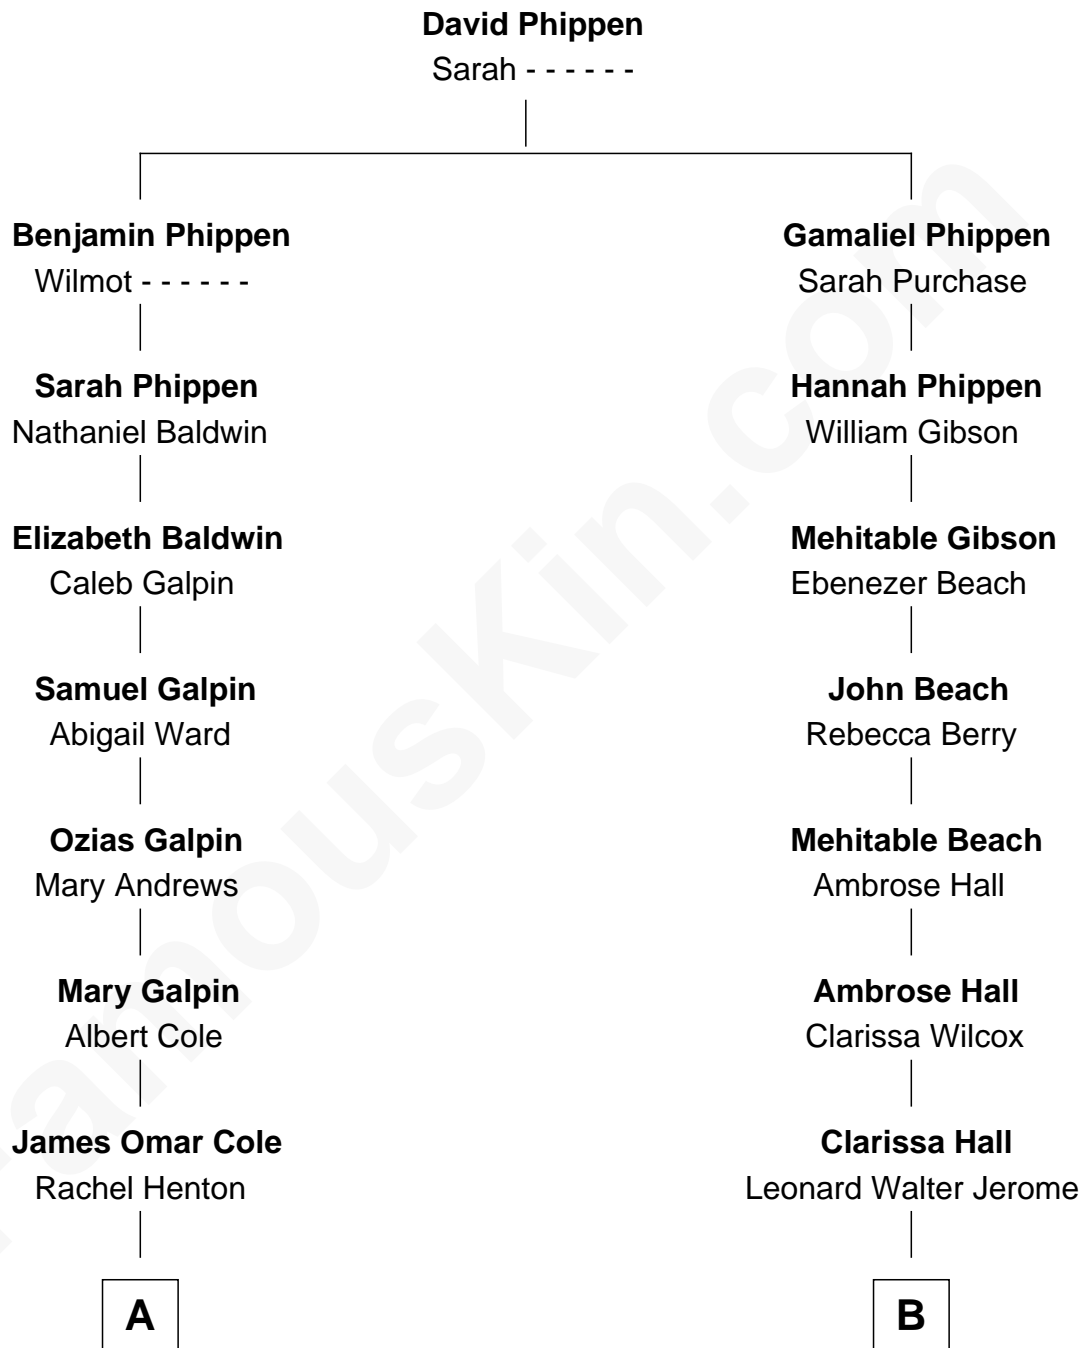 David Phippen
Sarah - - - - - -
Benjamin Phippen
Wilmot - - - - - -
Gamaliel Phippen
Sarah Purchase
Sarah Phippen
Nathaniel Baldwin
Hannah Phippen
William Gibson
Elizabeth Baldwin
Caleb Galpin
Mehitable Gibson
Ebenezer Beach
Samuel Galpin
Abigail Ward
John Beach
Rebecca Berry
Ozias Galpin
Mary Andrews
Mehitable Beach
Ambrose Hall
Mary Galpin
Albert Cole
Ambrose Hall
Clarissa Wilcox
James Omar Cole
Rachel Henton
Clarissa Hall
Leonard Walter Jerome
A
B
FamousKin.com